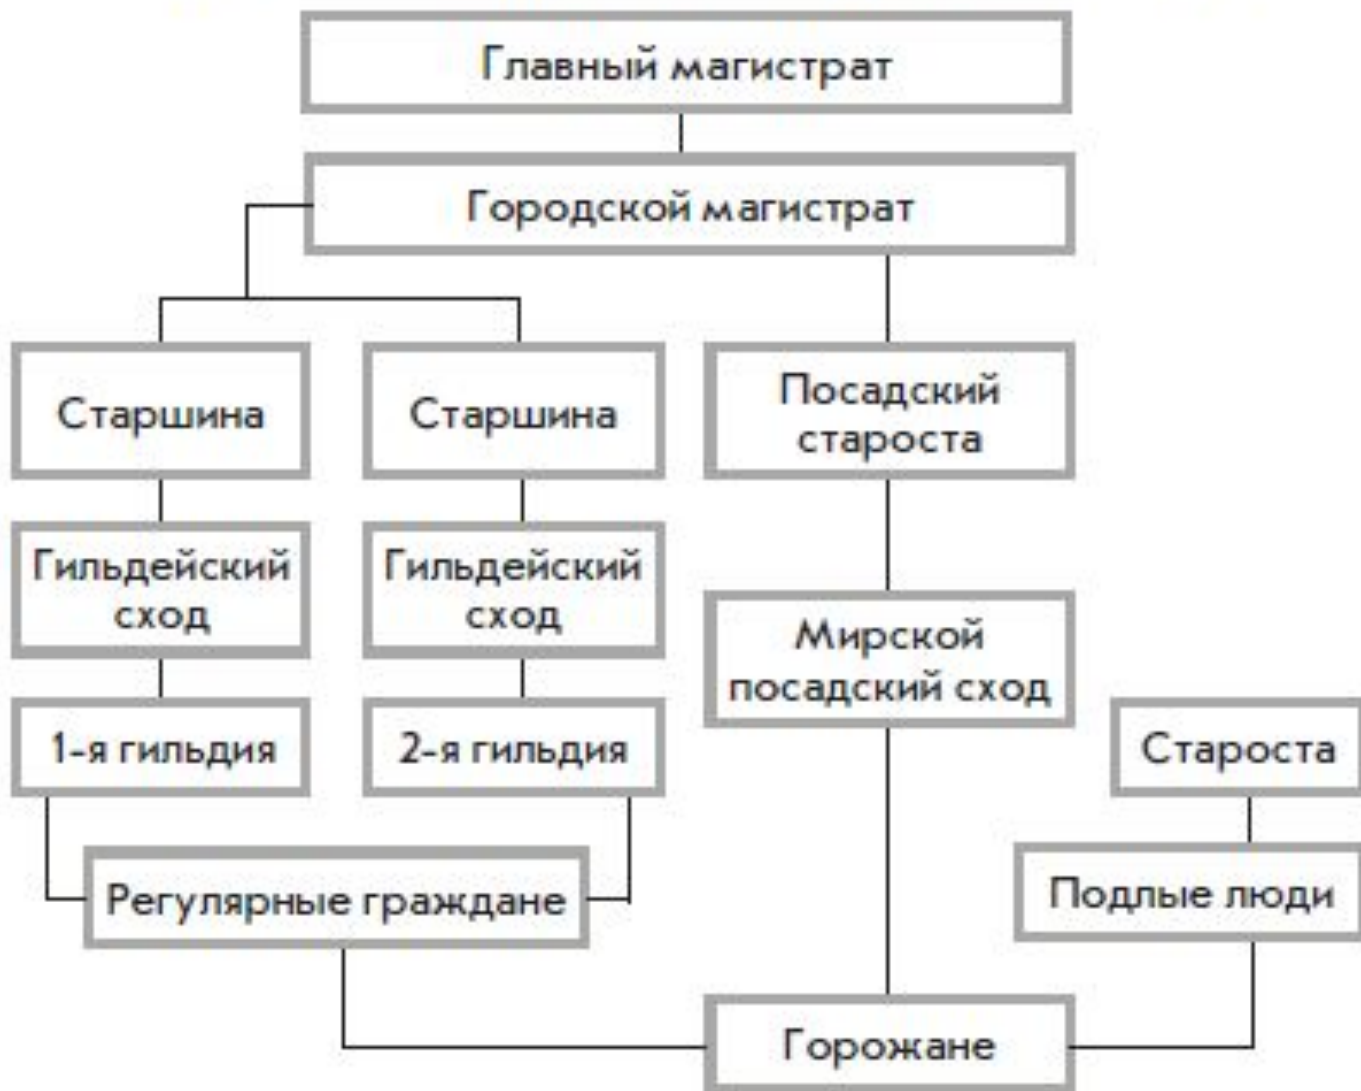 Главный магистрат
Городской магистрат
Старшина
Старшина
Посадский
староста
Гильдейский
сход
Гильдейский
сход
Мирской
посадский сход
1-я гильдия
2-я гильдия
Староста
Регулярные граждане
Подлые люди
Горожане